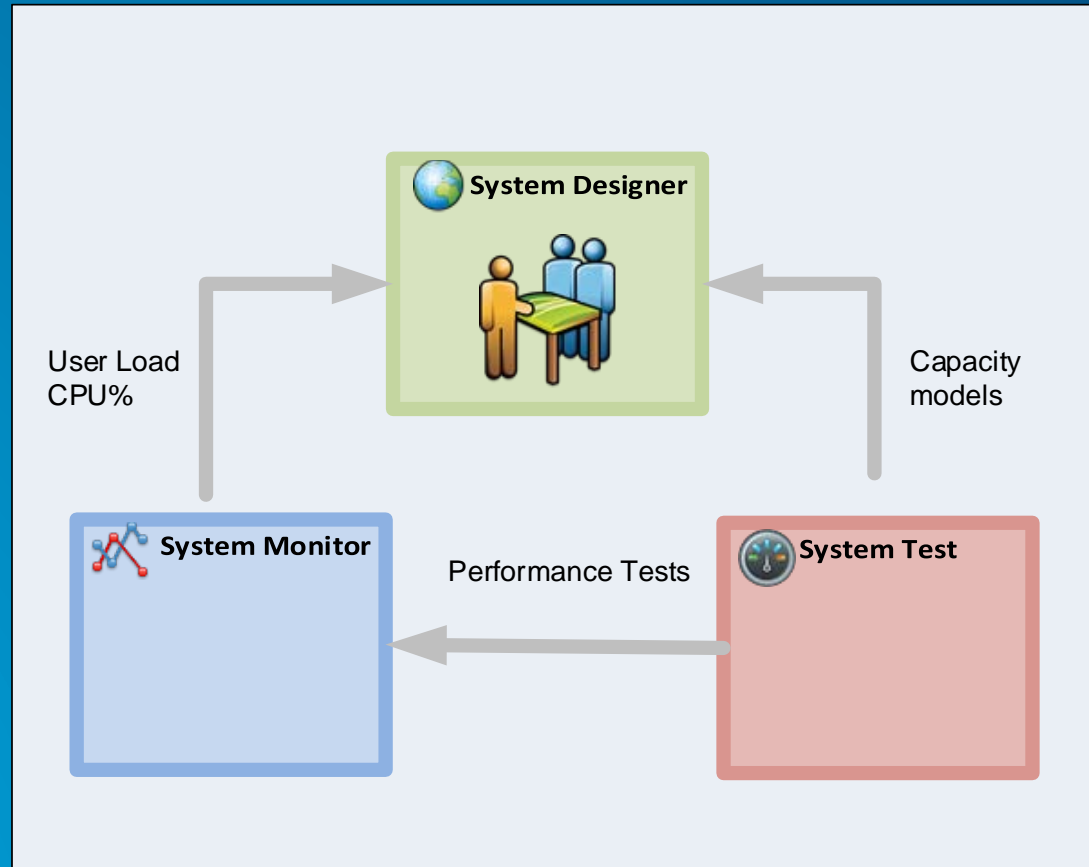 System Designer
User Load
CPU%
Capacity
models
System Monitor
Performance Tests
System Test